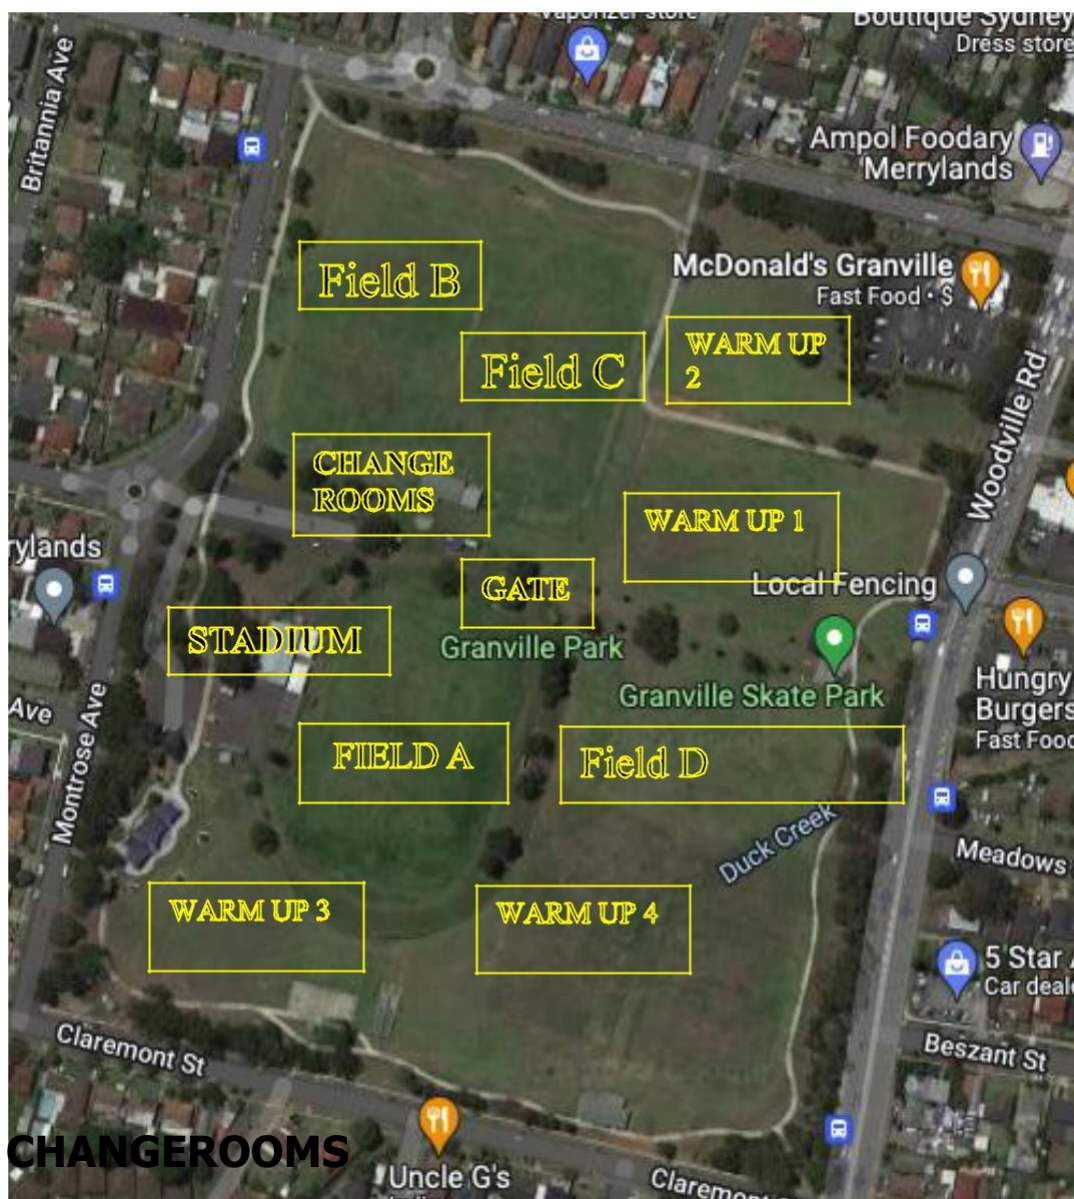 Vaporizer store
Boutique Sydney
Dress store
Britannia Ave
Ampol Foodary
Merrylands
McDonald's Granville
Fast Food · $
Field B
Field C
WARM UP
2
Woodville Rd
CHANGE
ROOMS
WARM UP 1
rylands
GATE
Local Fencing
STADIUM
Granville Park
Granville Skate Park
Hungry
Burgers
Fast Food
Ave
Montrose Ave
FIELD A
Field D
Duck Creek
Meadows
WARM UP 3
WARM UP 4
5 Star
Car deale
Claremont St
Beszant St
CHANGEROOMS
Uncle G's
Claremont